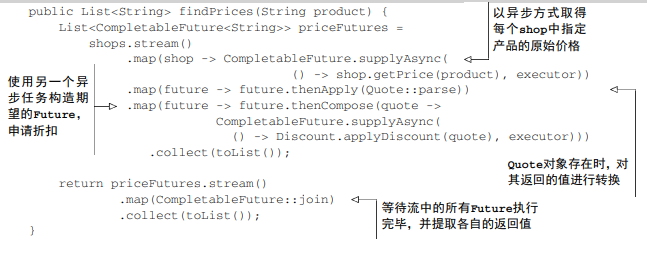 public List<String> findPrices(String product) {
List<CompletableFuture<String>> priceFutures =
shops.stream()
.map(shop -> CompletableFuture.supplyAsync(
() -> shop.getPrice(product), executor))
.map(future -> future.thenApply(Quote::parse))
.map(future -> future.thenCompose(quote ->
CompletableFuture.supplyAsync(
() -> Discount.applyDiscount(quote), executor)))
.collect(toList());
return priceFutures.stream()
.map(CompletableFuture::join)
.collect(toList());
}
以异步方式取得
每个shop中指定
产品的原始价格
使用另一个异
步任务构造期
望的Future,
申请折扣
Quote对象存在时,对
其返回的值进行转换
等待流中的所有Future执行
完毕,并提取各自的返回值